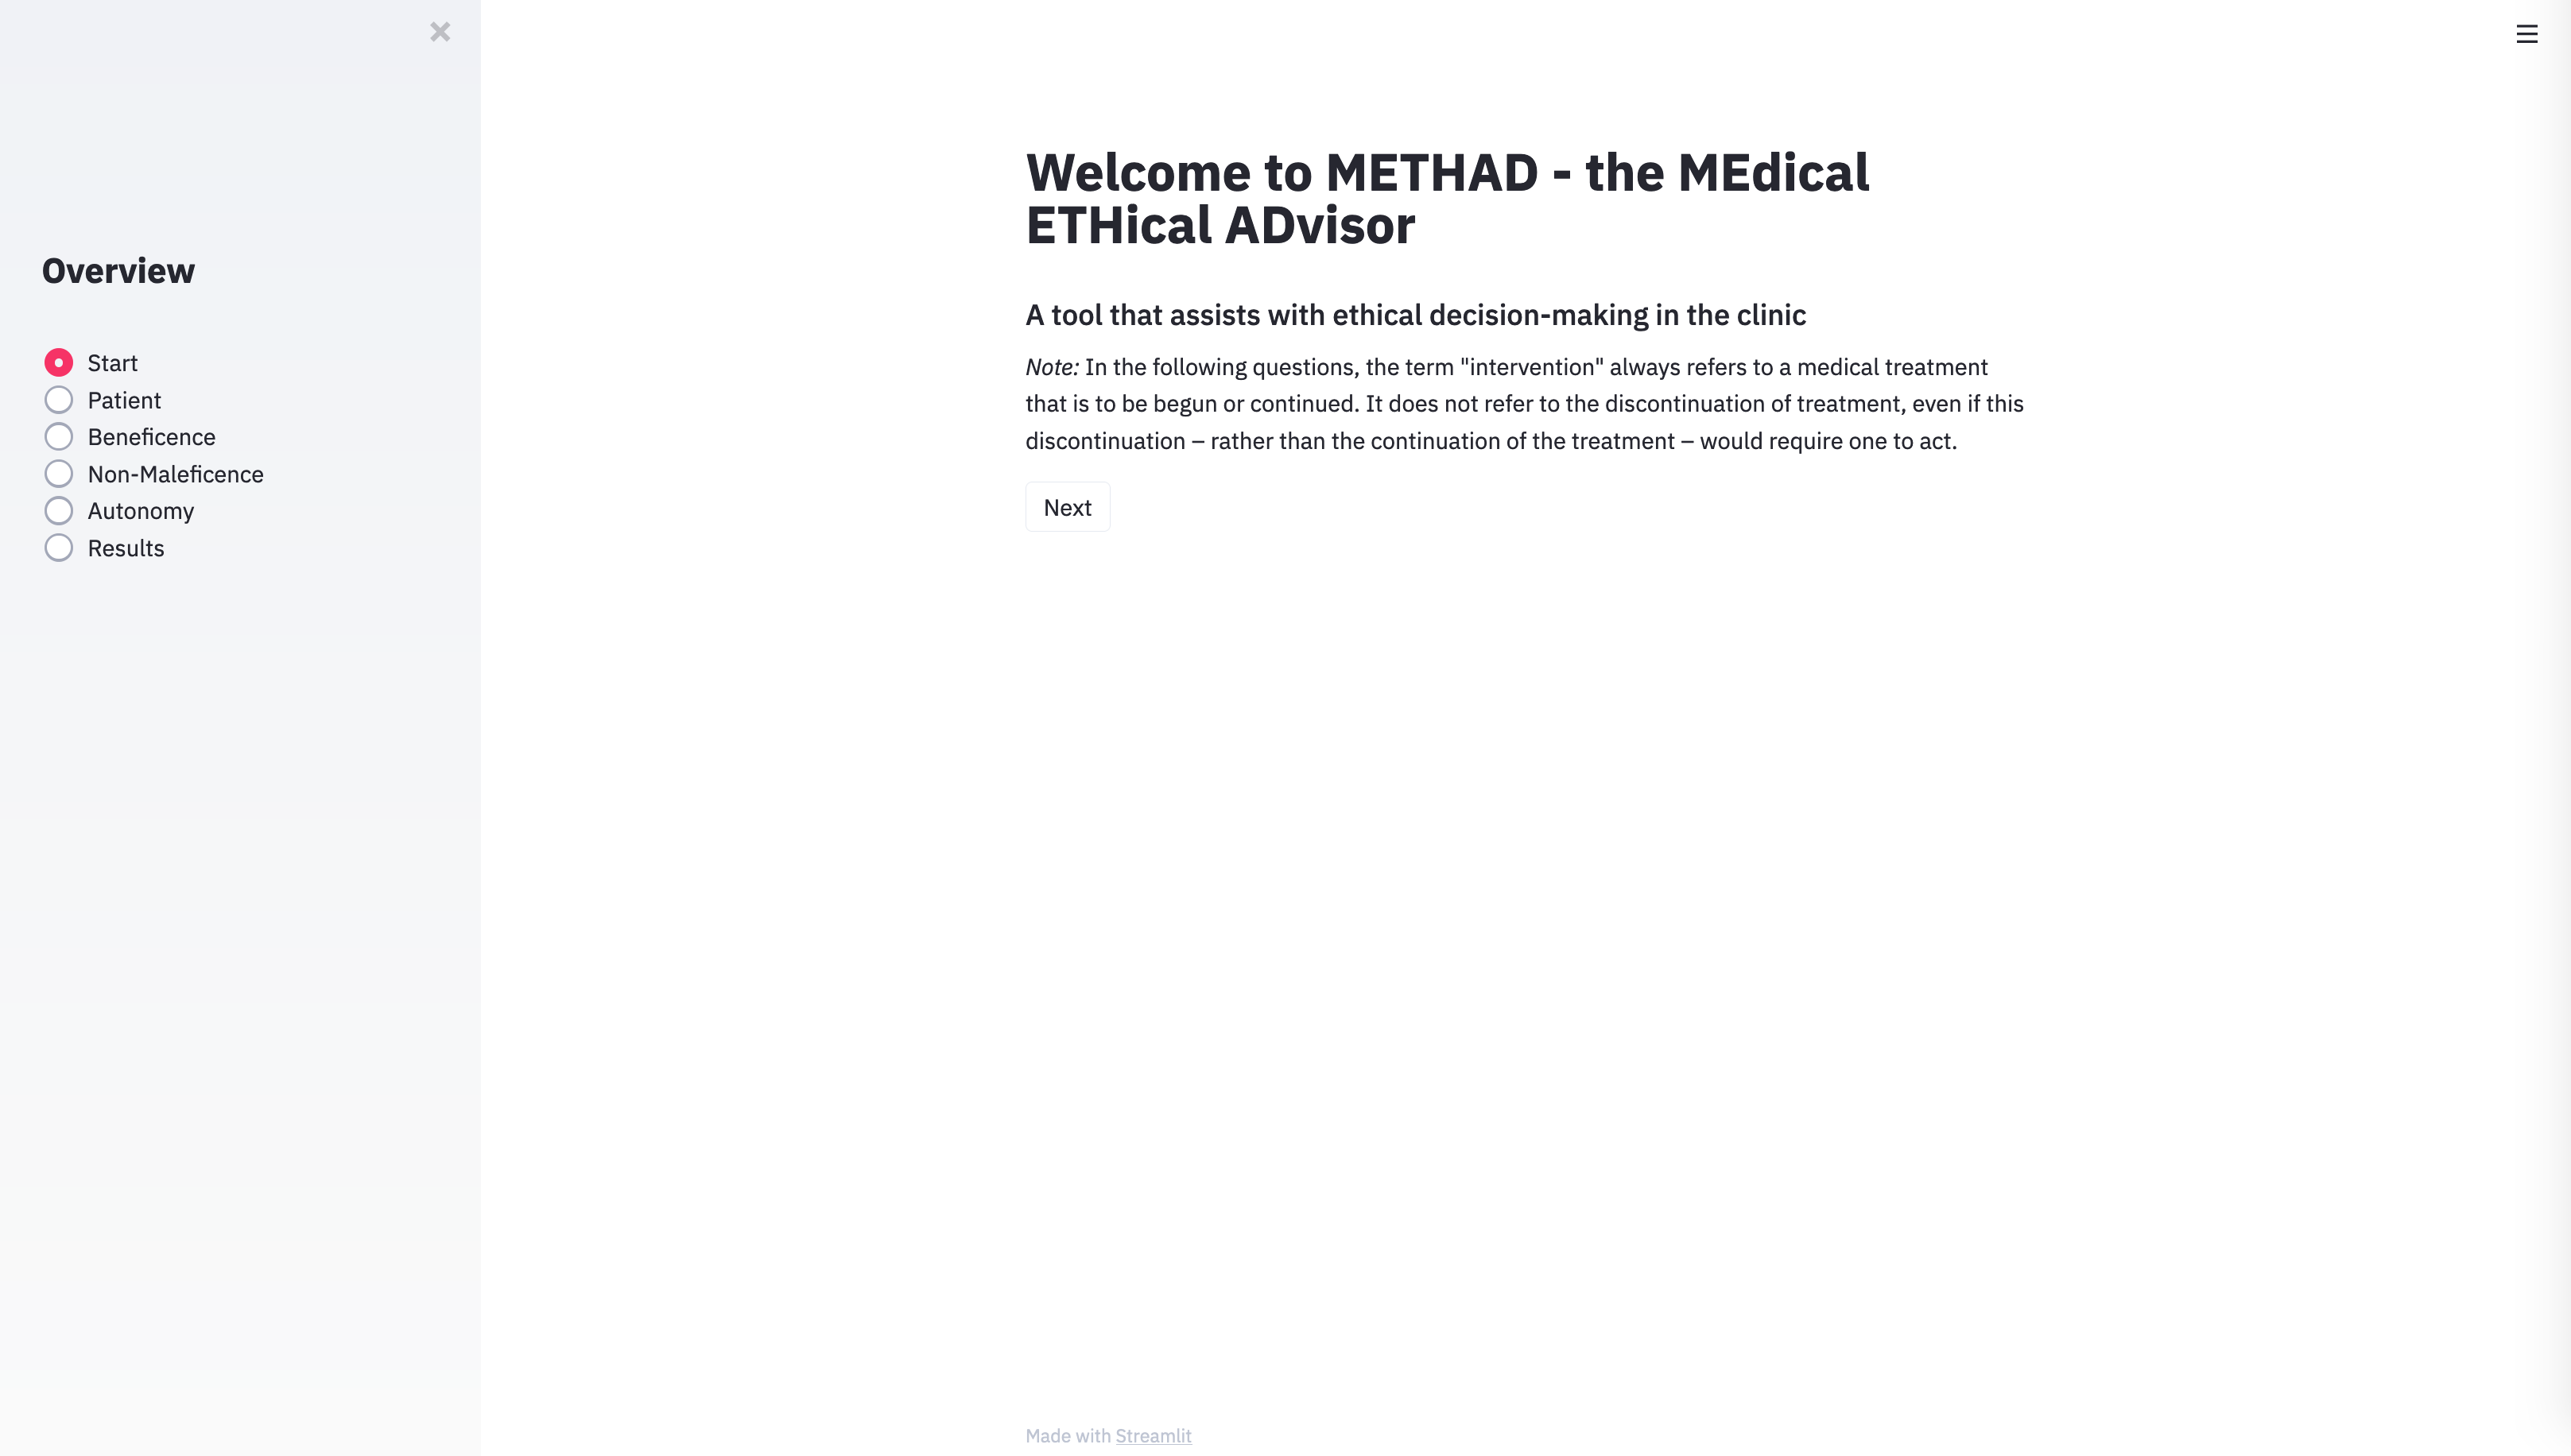 Overview
Start
Patient
Beneficence
Non-Maleficence
Autonomy
Results
Welcome to METHAD - the MEdical
ETHical ADvisor
A tool that assists with ethical decision-making in the clinic
Note: In the following questions, the term "intervention" always refers to a medical treatment
that is to be begun or continued. It does not refer to the discontinuation of treatment, even if this
discontinuation – rather than the continuation of the treatment – would require one to act.
Next
Made with Streamlit